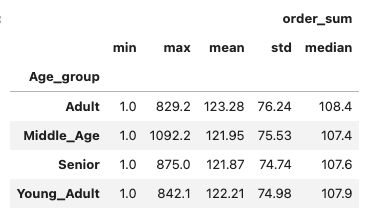 order_sum
min max mean std median
Age_group
Adult 1.0 829.2 123.28 76.24 108.4
Middle_Age 1.0 1092.2 121.95 75.53 107.4
Senior 1.0 875.0 121.87 74.74 107.6
Young_Adult 1.0 842.1 122.21 74.98 107.9